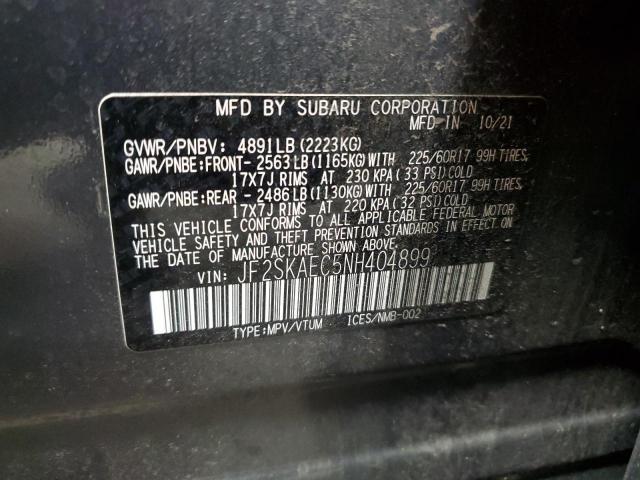 MFD BY SUBARU CORPORATION
MFD IN 10/21
GVWR/PNBV: 4891LB (2223KG)
GAWR/PNBE:FRONT- 2563LB (1165KG)WITH 225/60R17 99H TIRES,
17X7J RIMS AT 230 KPA (33 PSI)COLD
GAWR/PNBE:REAR - 2486LB (1130KG)WITH 225/60R17 99H TIRES,
17X7J RIMS AT 220 KPA (32 PSI)COLD
THIS VEHICLE CONFORMS TO ALL APPLICABLE FEDERAL MOTOR
VEHICLE SAFETY AND THEFT PREVENTION STANDARDS IN EFFECT ON
THE DATE OF MANUFACTURE SHOWN ABOVE.
VIN: JF2SKAEC5NH404899
TYPE:MPV/VTUM ICES/NMB-002